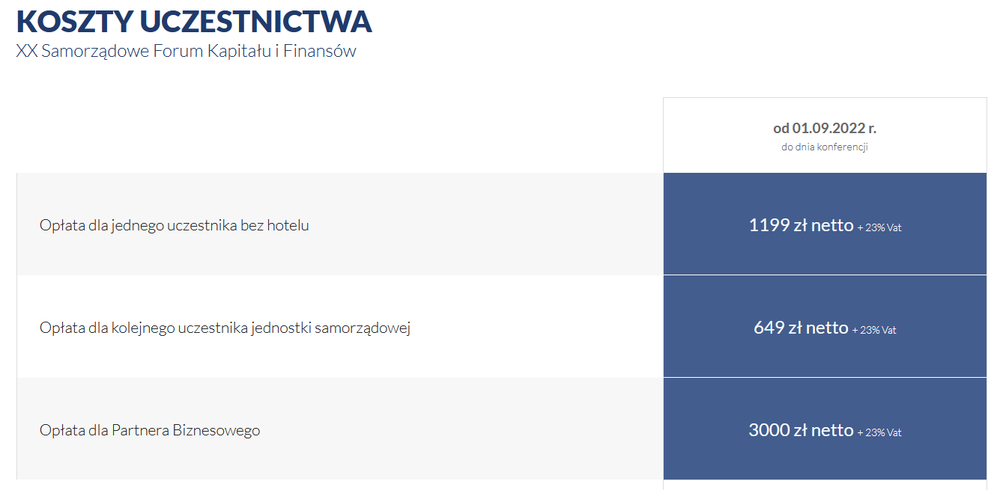 KOSZTY UCZESTNICTWA
XX Samorządowe Forum Kapitału i Finansów
od 01.09.2022 r.
do dnia konferencji
Opłata dla jednego uczestnika bez hotelu
1199 zł netto + 23% Vat
Opłata dla kolejnego uczestnika jednostki samorządowej
649 zł netto + 23% Vat
Opłata dla Partnera Biznesowego
3000 zł netto + 23% Vat